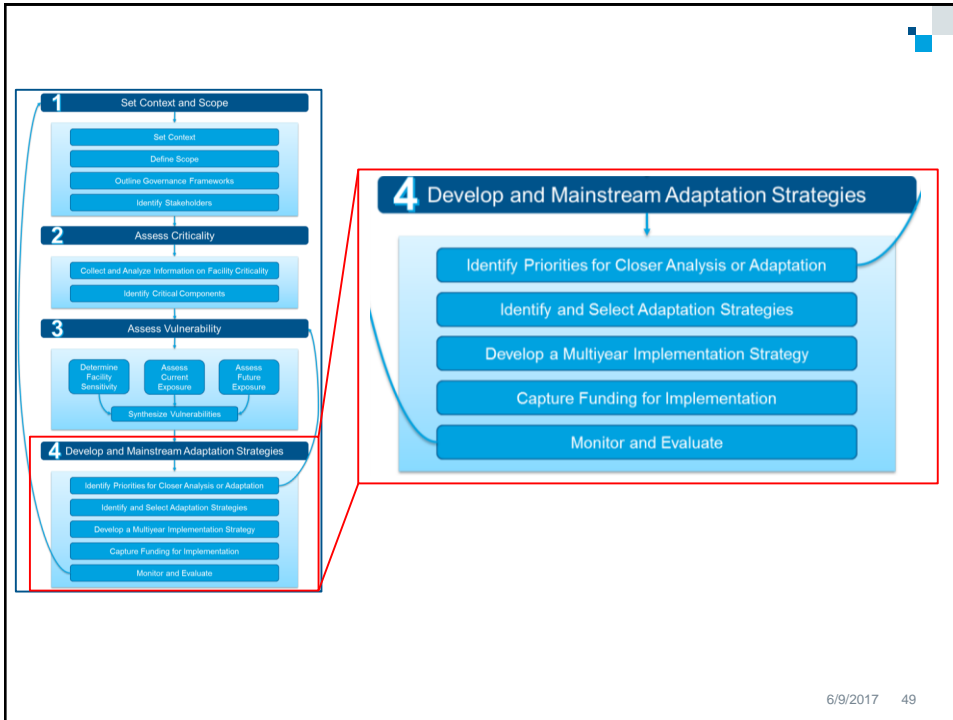 1 Set Context and Scope
Set Context
Define Scope
Outline Governance Frameworks
Identify Stakeholders
2 Assess Criticality
Collect and Analyze Information on Facility Criticality
Identify Critical Components
3 Assess Vulnerability
Determine
Facility
Sensitivity
Assess
Current
Exposure
Assess
Future
Exposure
Synthesize Vulnerabilities
4 Develop and Mainstream Adaptation Strategies
Identify Priorities for Closer Analysis or Adaptation
Identify and Select Adaptation Strategies
Develop a Multiyear Implementation Strategy
Capture Funding for Implementation
Monitor and Evaluate
4 Develop and Mainstream Adaptation Strategies
Identify Priorities for Closer Analysis or Adaptation
Identify and Select Adaptation Strategies
Develop a Multiyear Implementation Strategy
Capture Funding for Implementation
Monitor and Evaluate
6/9/2017 49